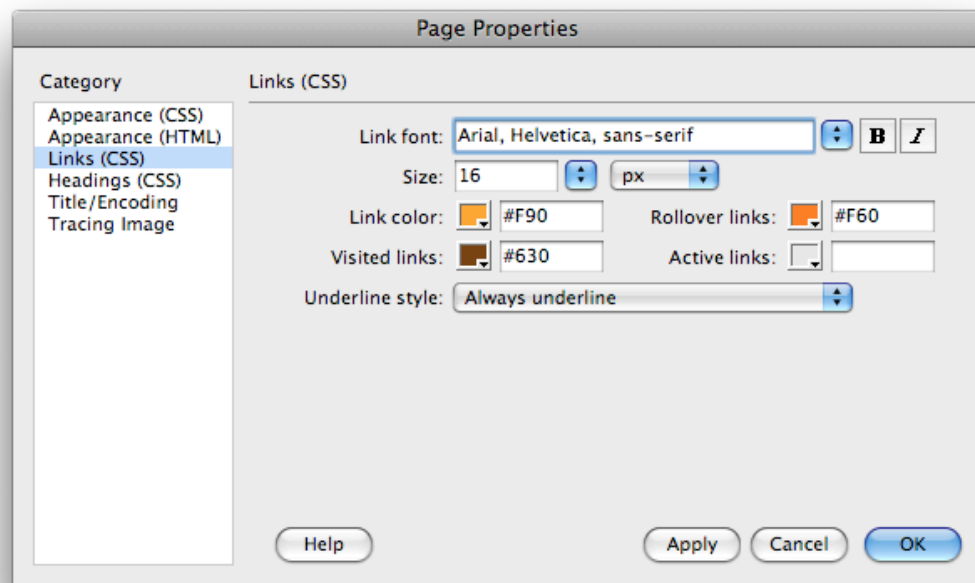 Page Properties
Category
Appearance (CSS)
Appearance (HTML)
Links (CSS)
Headings (CSS)
Title/Encoding
Tracing Image
Links (CSS)
Link font: Arial, Helvetica, sans-serif B I
Size: 16 px
Link color: #F90 Rollover links: #F60
Visited links: #630 Active links:
Underline style: Always underline
Help Apply Cancel OK